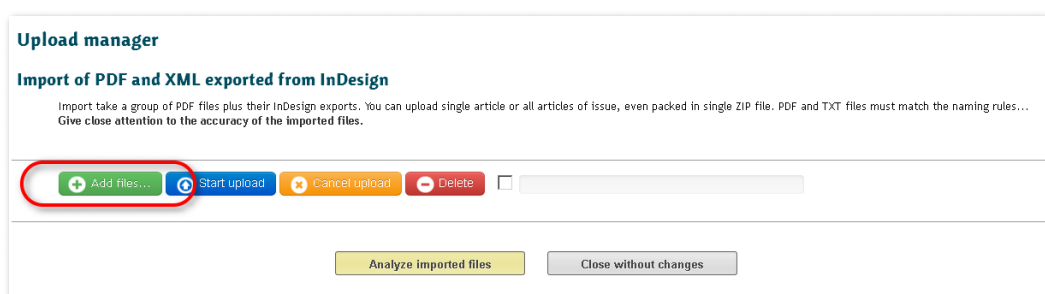 Upload manager
Import of PDF and XML exported from InDesign
Import take a group of PDF files plus their InDesign exports. You can upload single article or all articles of issue, even packed in single ZIP file. PDF and TXT files must match the naming rules...
Give close attention to the accuracy of the imported files.
Add files... Start upload Cancel upload Delete
Analyze imported files Close without changes